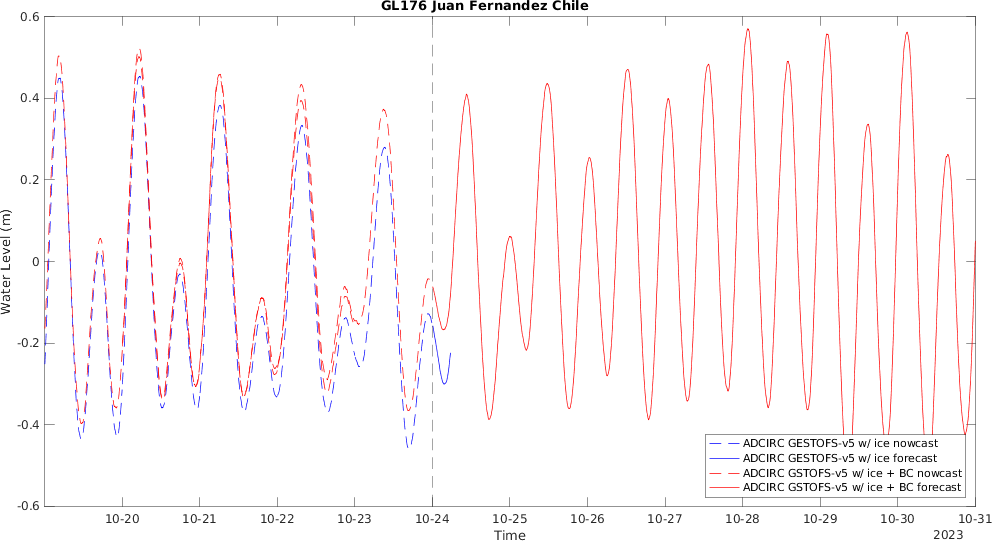 GL176 Juan Fernandez Chile
Water Level (m)
0.6
0.4
0.2
0
-0.2
-0.4
-0.6
ADCIRC GESTOFS-v5 w/ ice nowcast
ADCIRC GESTOFS-v5 w/ ice forecast
ADCIRC GSTOFS-v5 w/ ice + BC nowcast
ADCIRC GSTOFS-v5 w/ ice + BC forecast
10-20 10-21 10-22 10-23 10-24 10-25 10-26 10-27 10-28 10-29 10-30 10-31
Time
2023